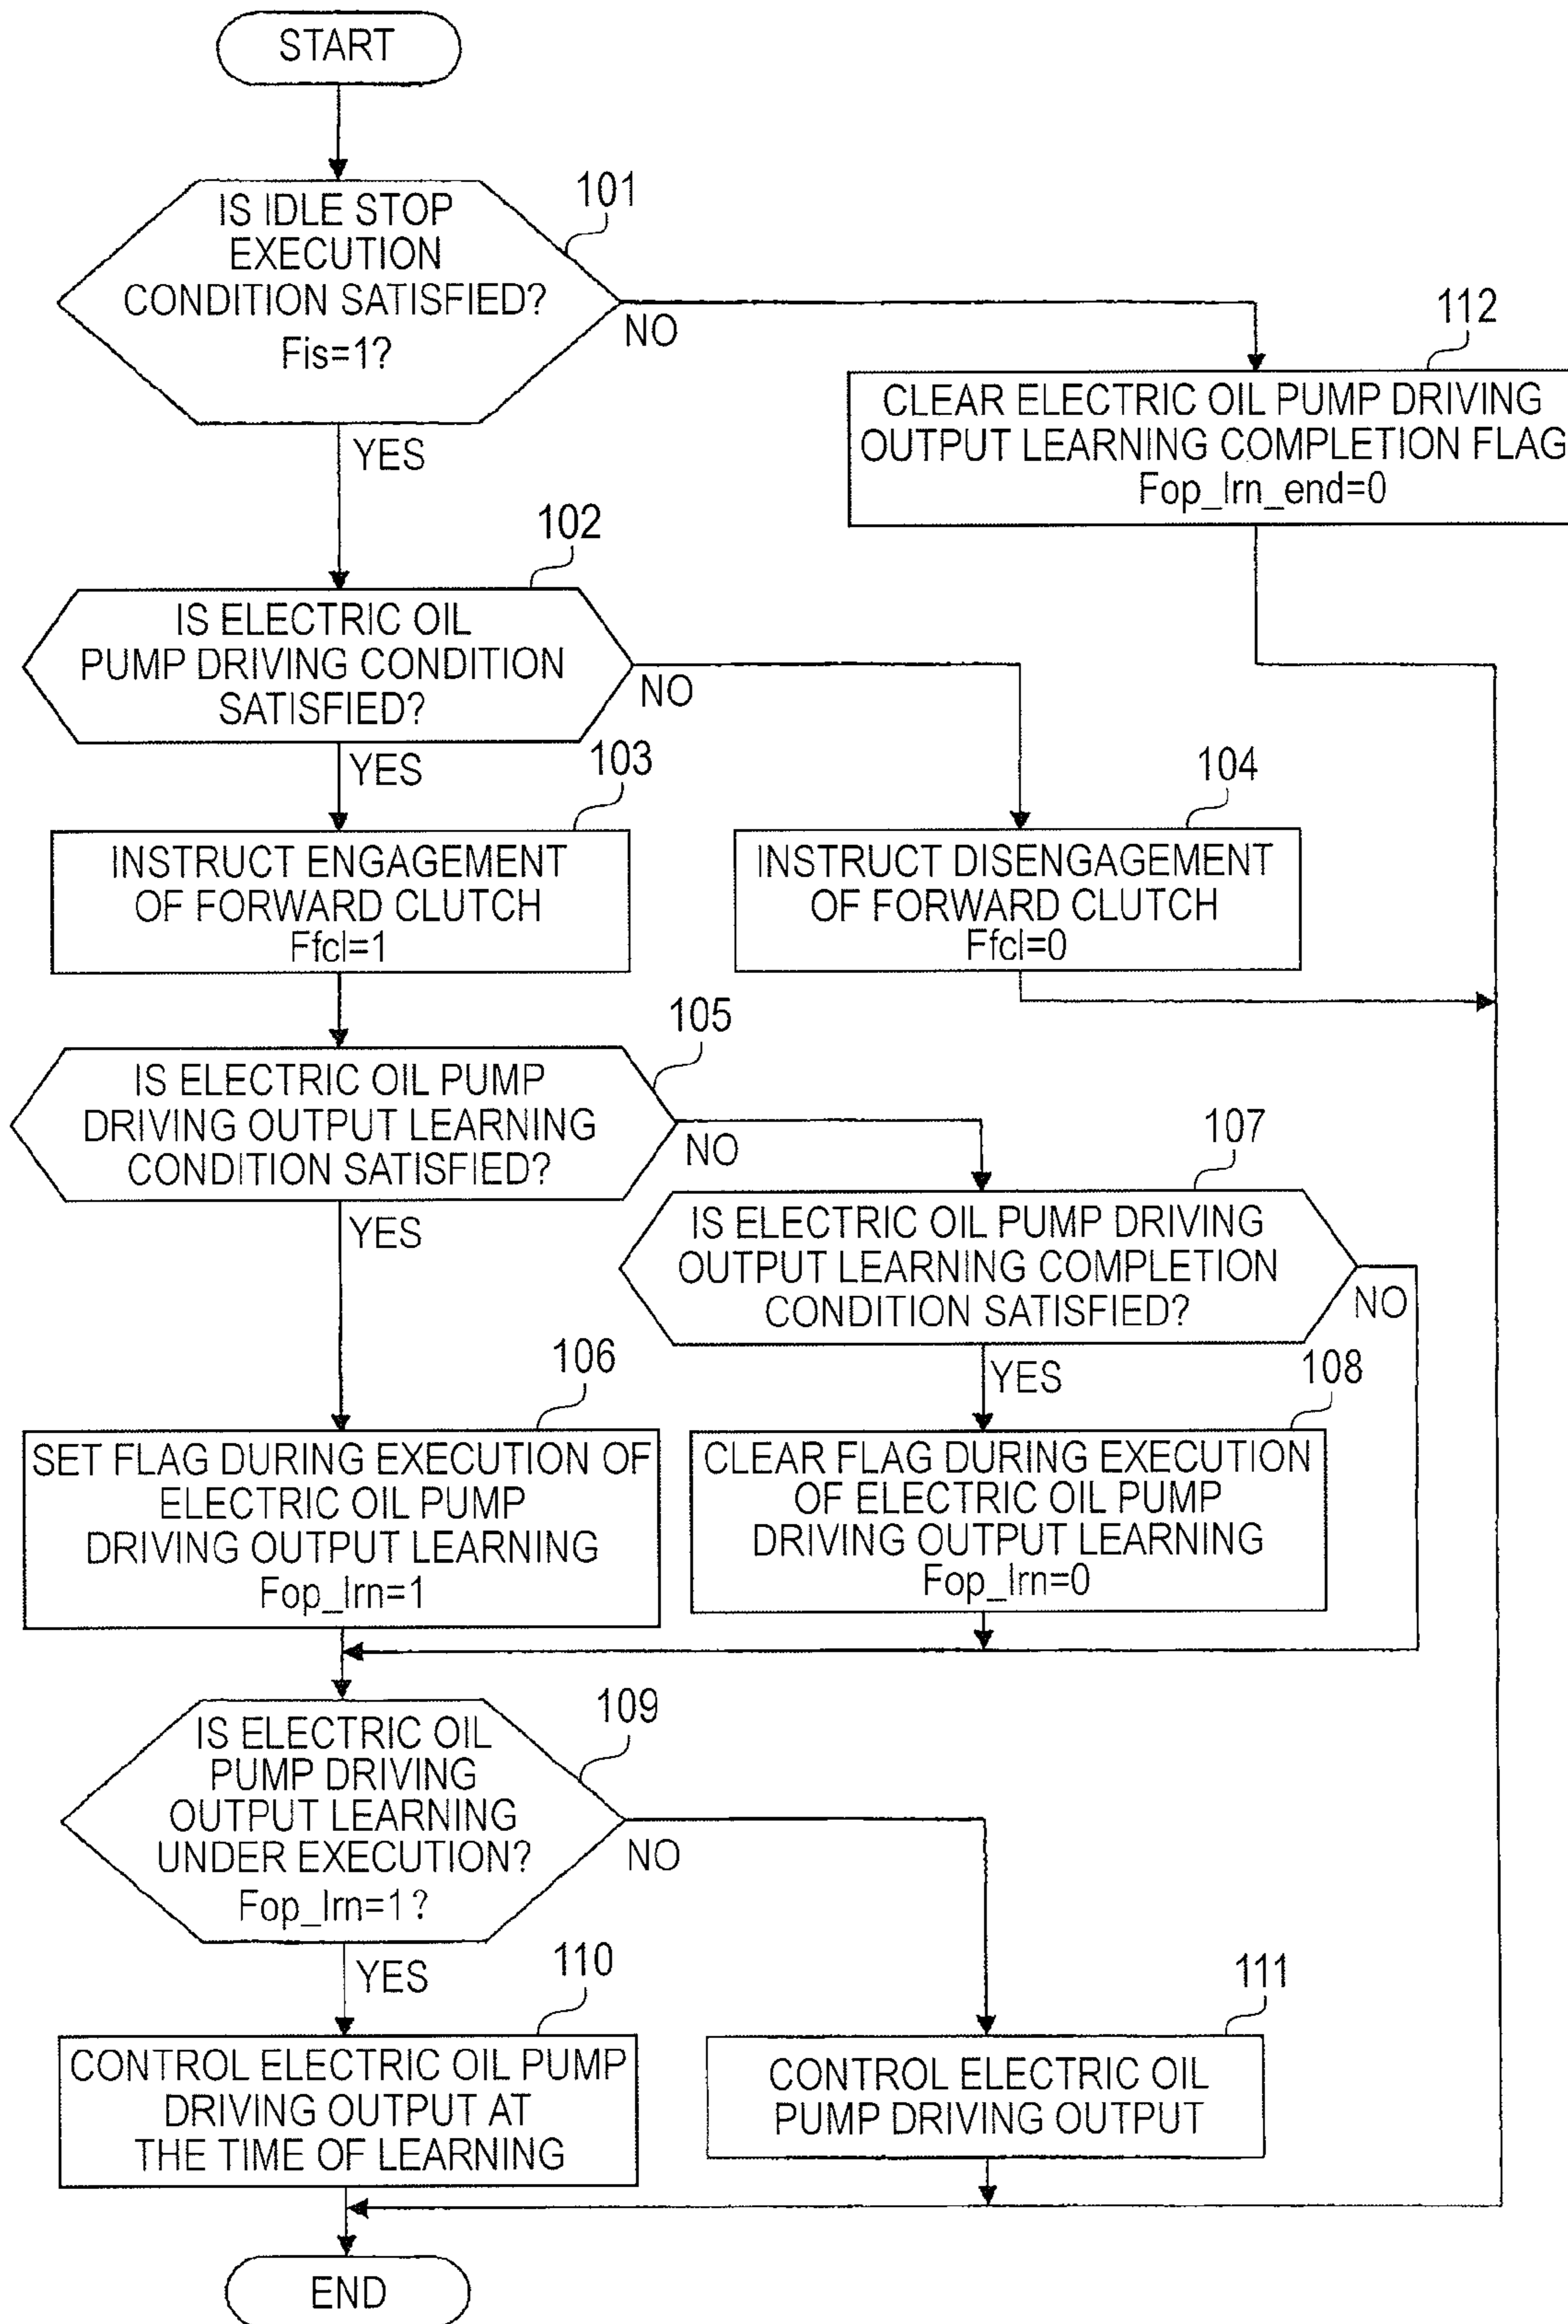 START
101
IS IDLE STOP
EXECUTION
CONDITION SATISFIED?
Fis=1?
NO
YES
112
CLEAR ELECTRIC OIL PUMP DRIVING
OUTPUT LEARNING COMPLETION FLAG
Fop_lrn_end=0
102
IS ELECTRIC OIL
PUMP DRIVING CONDITION
SATISFIED?
NO
YES
103
INSTRUCT ENGAGEMENT
OF FORWARD CLUTCH
Ffcl=1
104
INSTRUCT DISENGAGEMENT
OF FORWARD CLUTCH
Ffcl=0
105
IS ELECTRIC OIL PUMP
DRIVING OUTPUT LEARNING
CONDITION SATISFIED?
NO
YES
107
IS ELECTRIC OIL PUMP DRIVING
OUTPUT LEARNING COMPLETION
CONDITION SATISFIED?
NO
YES
106
SET FLAG DURING EXECUTION OF
ELECTRIC OIL PUMP
DRIVING OUTPUT LEARNING
Fop_lrn=1
108
CLEAR FLAG DURING EXECUTION
OF ELECTRIC OIL PUMP
DRIVING OUTPUT LEARNING
Fop_lrn=0
109
IS ELECTRIC OIL
PUMP DRIVING
OUTPUT LEARNING
UNDER EXECUTION?
Fop_lrn=1?
NO
YES
110
CONTROL ELECTRIC OIL PUMP
DRIVING OUTPUT AT
THE TIME OF LEARNING
111
CONTROL ELECTRIC OIL
PUMP DRIVING OUTPUT
END